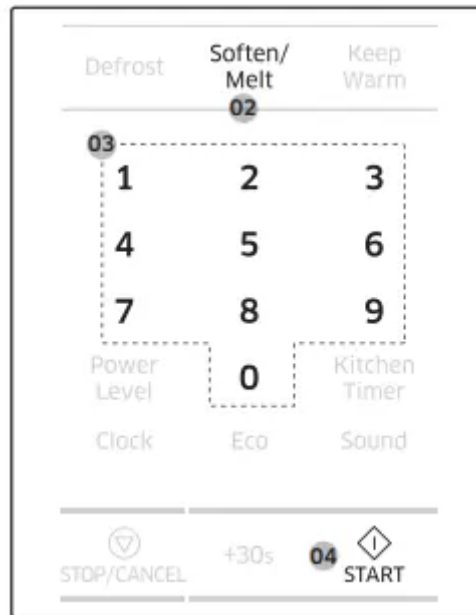 Defrost Soften/ Keep
Melt Warm
02
03
1 2 3
4 5 6
7 8 9
Power 0 Kitchen
Level Timer
Clock Eco Sound
STOP/CANCEL +30s 04 START